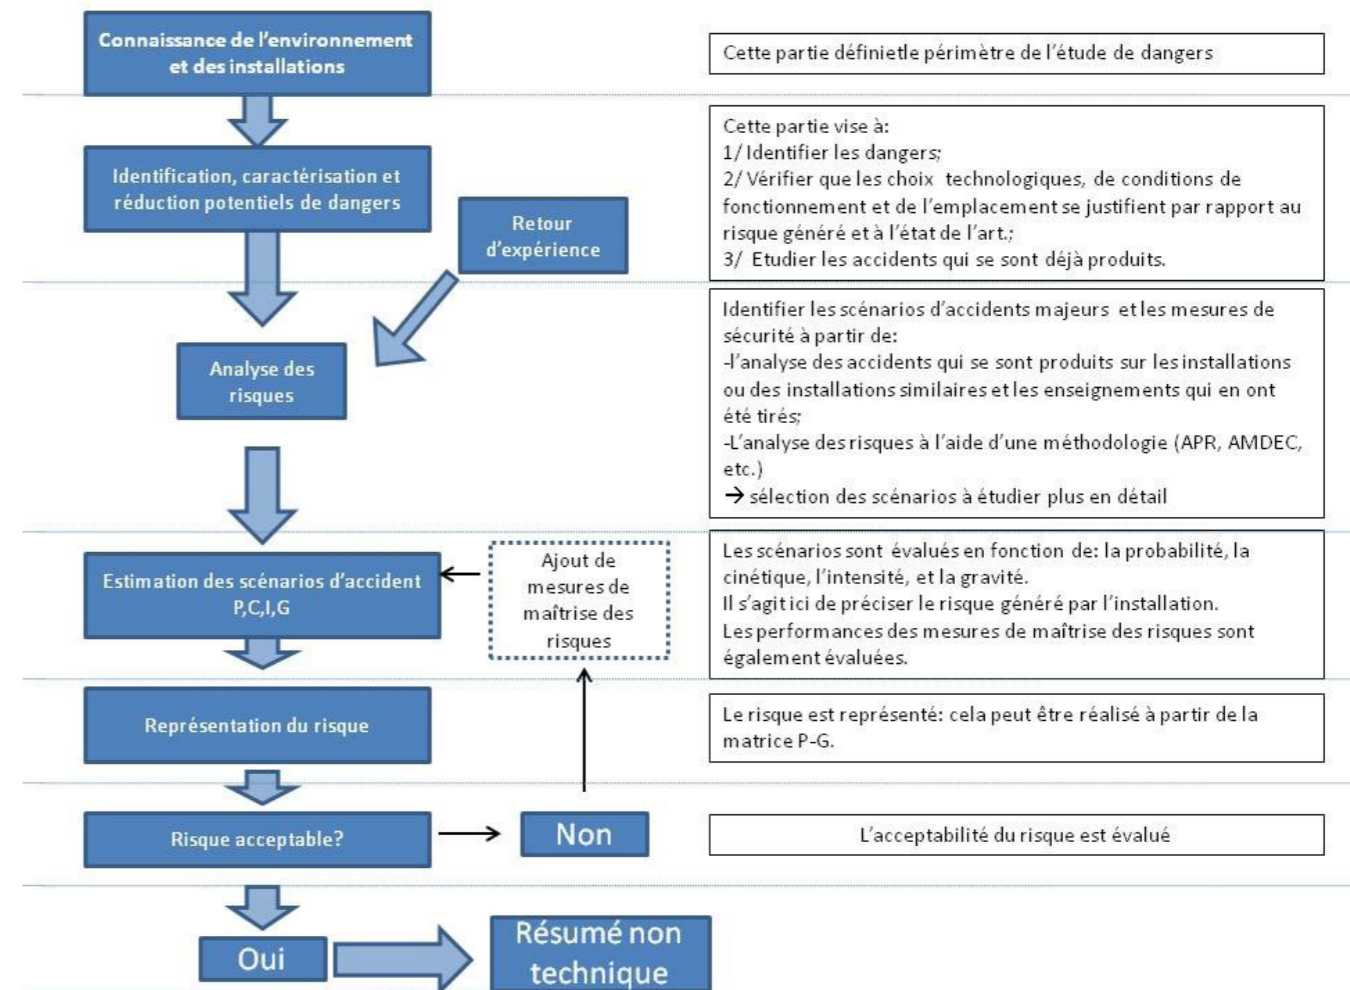 Connaissance de l'environnement
et des installations
Cette partie définietle périmètre de l'étude de dangers
Identification, caractérisation et
réduction potentiels de dangers
Retour
d'expérience
Cette partie vise à:
1/ Identifier les dangers;
2/ Vérifier que les choix technologiques, de conditions de
fonctionnement et de l'emplacement se justifient par rapport au
risque généré et à l'état de l'art.;
3/ Etudier les accidents qui se sont déjà produits.
Analyse des
risques
Identifier les scénarios d'accidents majeurs et les mesures de
sécurité à partir de:
-l'analyse des accidents qui se sont produits sur les installations
ou des installations similaires et les enseignements qui en ont
été tirés;
-L'analyse des risques à l'aide d'une méthodologie (APR, AMDEC,
etc.)
→ sélection des scénarios à étudier plus en détail
Estimation des scénarios d'accident
P,C,I,G
Ajout de
mesures de
maîtrise des
risques
Les scénarios sont évalués en fonction de: la probabilité, la
cinétique, l'intensité, et la gravité.
Il s'agit ici de préciser le risque généré par l'installation.
Les performances des mesures de maîtrise des risques sont
également évaluées.
Représentation du risque
Le risque est représenté: cela peut être réalisé à partir de la
matrice P-G.
Risque acceptable?
Non
L'acceptabilité du risque est évalué
Oui
Résumé non
technique